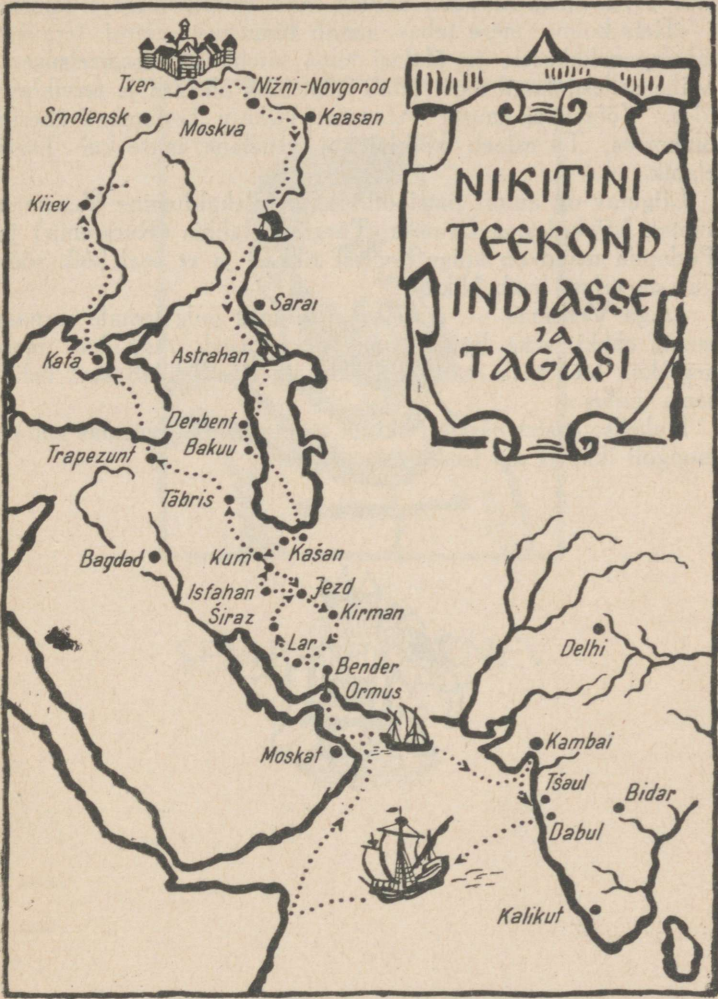 NIKITINI
TEEKOND
INDIASSE
JA
TAGASI
Tver
Nižni-Novgorod
Smolensk
Moskva
Kaasan
Kiiev
Sarai
Kafa
Astrahan
Derbent
Bakuu
Trapezunt
Täbris
Bagdad
Kum
Kašan
Isfahan
Jezd
Širaz
Kirman
Lar
Bender
Ormus
Delhi
Moskat
Kambai
Tšaul
Bidar
Dabul
Kalikut